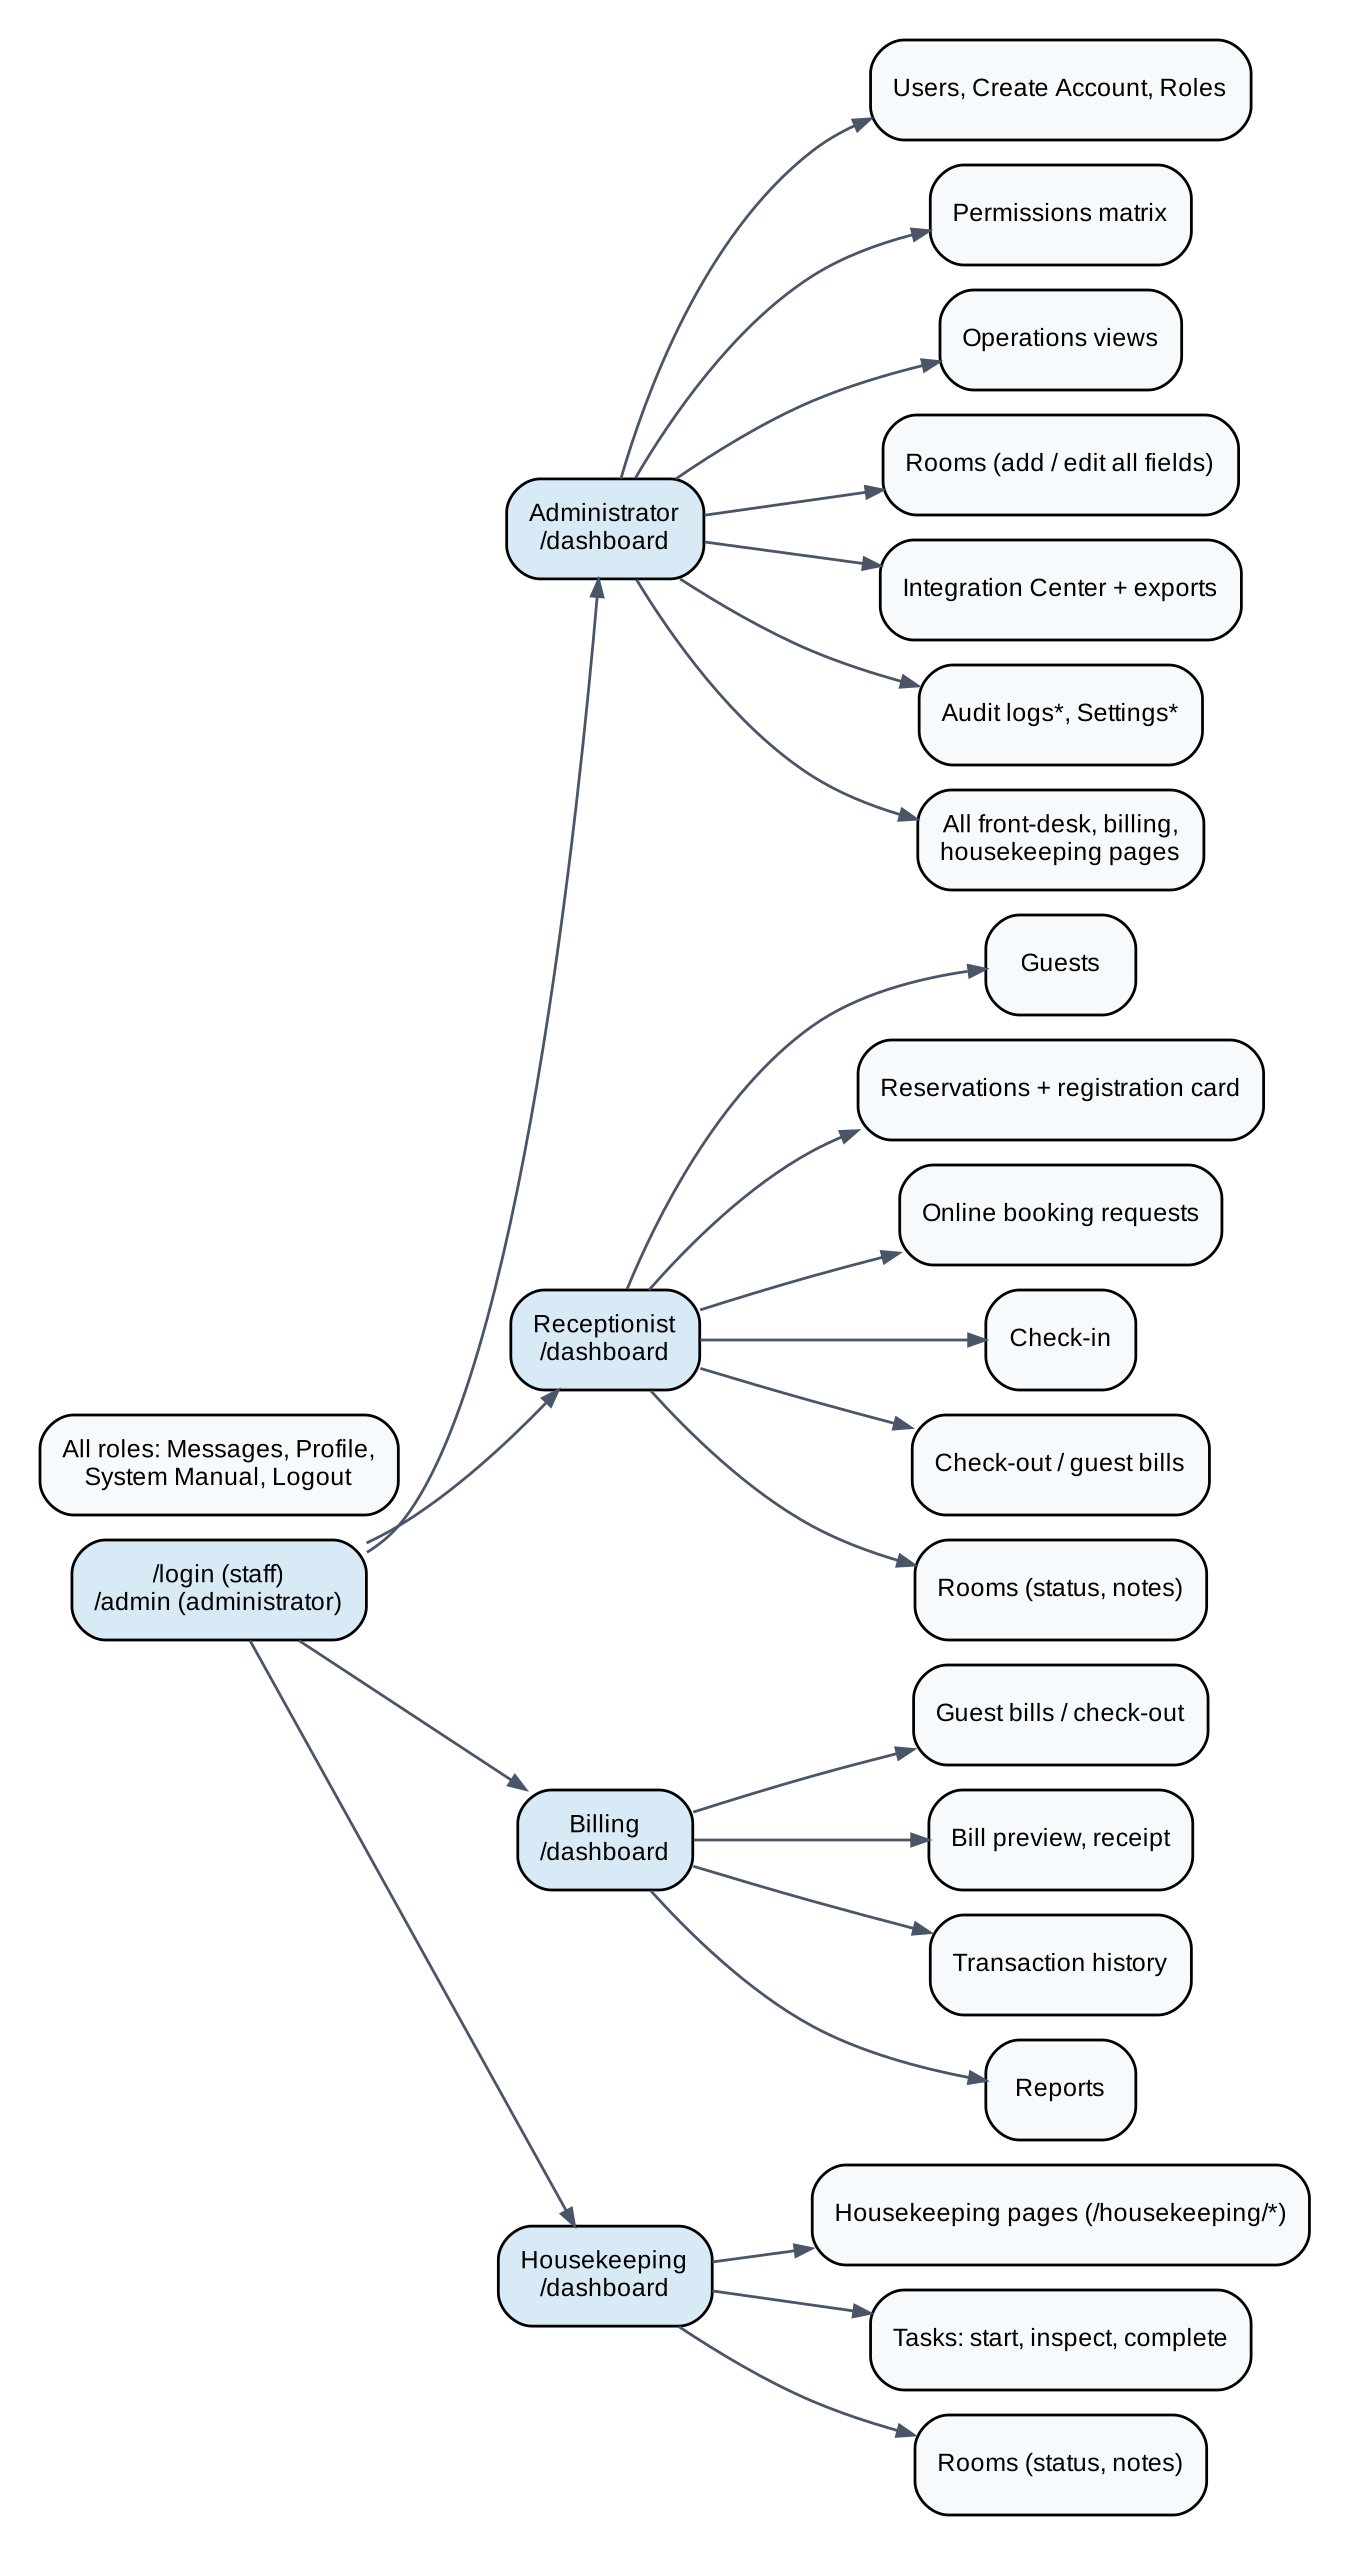 Users, Create Account, Roles
Permissions matrix
Operations views
Rooms (add / edit all fields)
Administrator
/dashboard
Integration Center + exports
Audit logs*, Settings*
All front-desk, billing,
housekeeping pages
Guests
Reservations + registration card
Online booking requests
Receptionist
/dashboard
Check-in
All roles: Messages, Profile,
System Manual, Logout
Check-out / guest bills
/login (staff)
/admin (administrator)
Rooms (status, notes)
Guest bills / check-out
Billing
/dashboard
Bill preview, receipt
Transaction history
Reports
Housekeeping pages (/housekeeping/*)
Housekeeping
/dashboard
Tasks: start, inspect, complete
Rooms (status, notes)